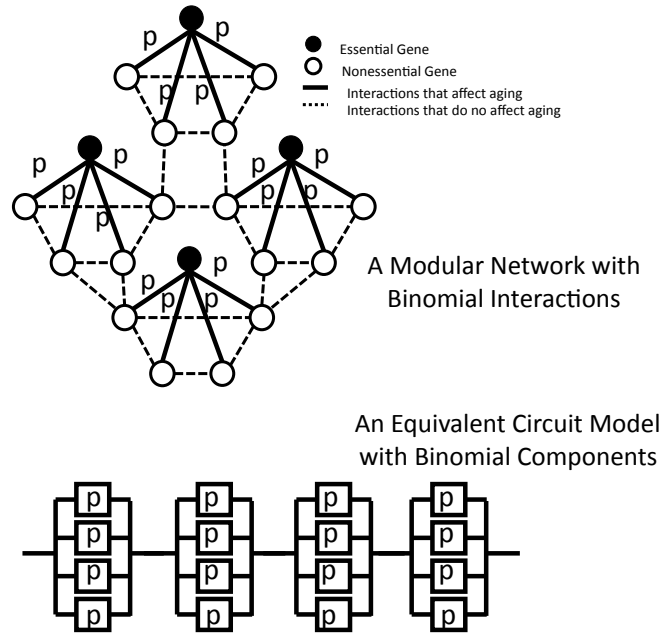 p p
Essential Gene
Nonessential Gene
Interactions that affect aging
Interactions that do no affect aging
p p
p p p p
p p p p
p p
p p
A Modular Network with
Binomial Interactions
An Equivalent Circuit Model
with Binomial Components
p p p p
p p p p
p p p p
p p p p